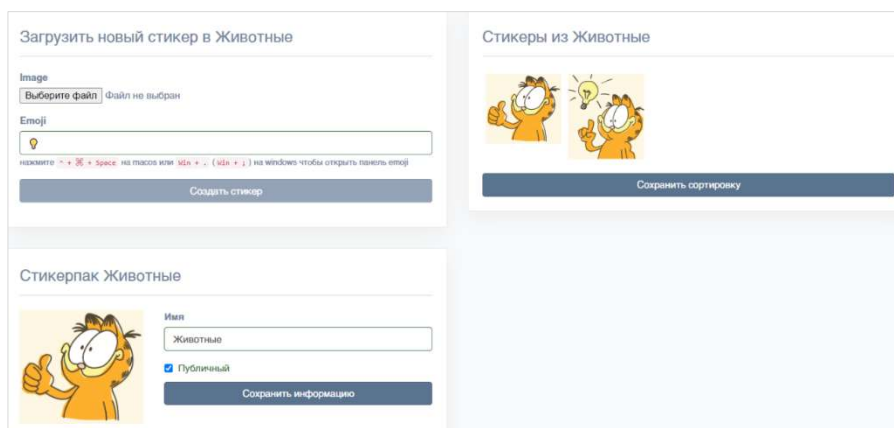 Загрузить новый стикер в Животные
Image
Выберите файл Файл не выбран
Emoji
💡
нажмите ⌃ + ⌘ + Space на macos или Win + . ( Win + ; ) на windows чтобы открыть панель emoji
Создать стикер
Стикеры из Животные
Сохранить сортировку
Стикерпак Животные
Имя
Животные
Публичный
Сохранить информацию